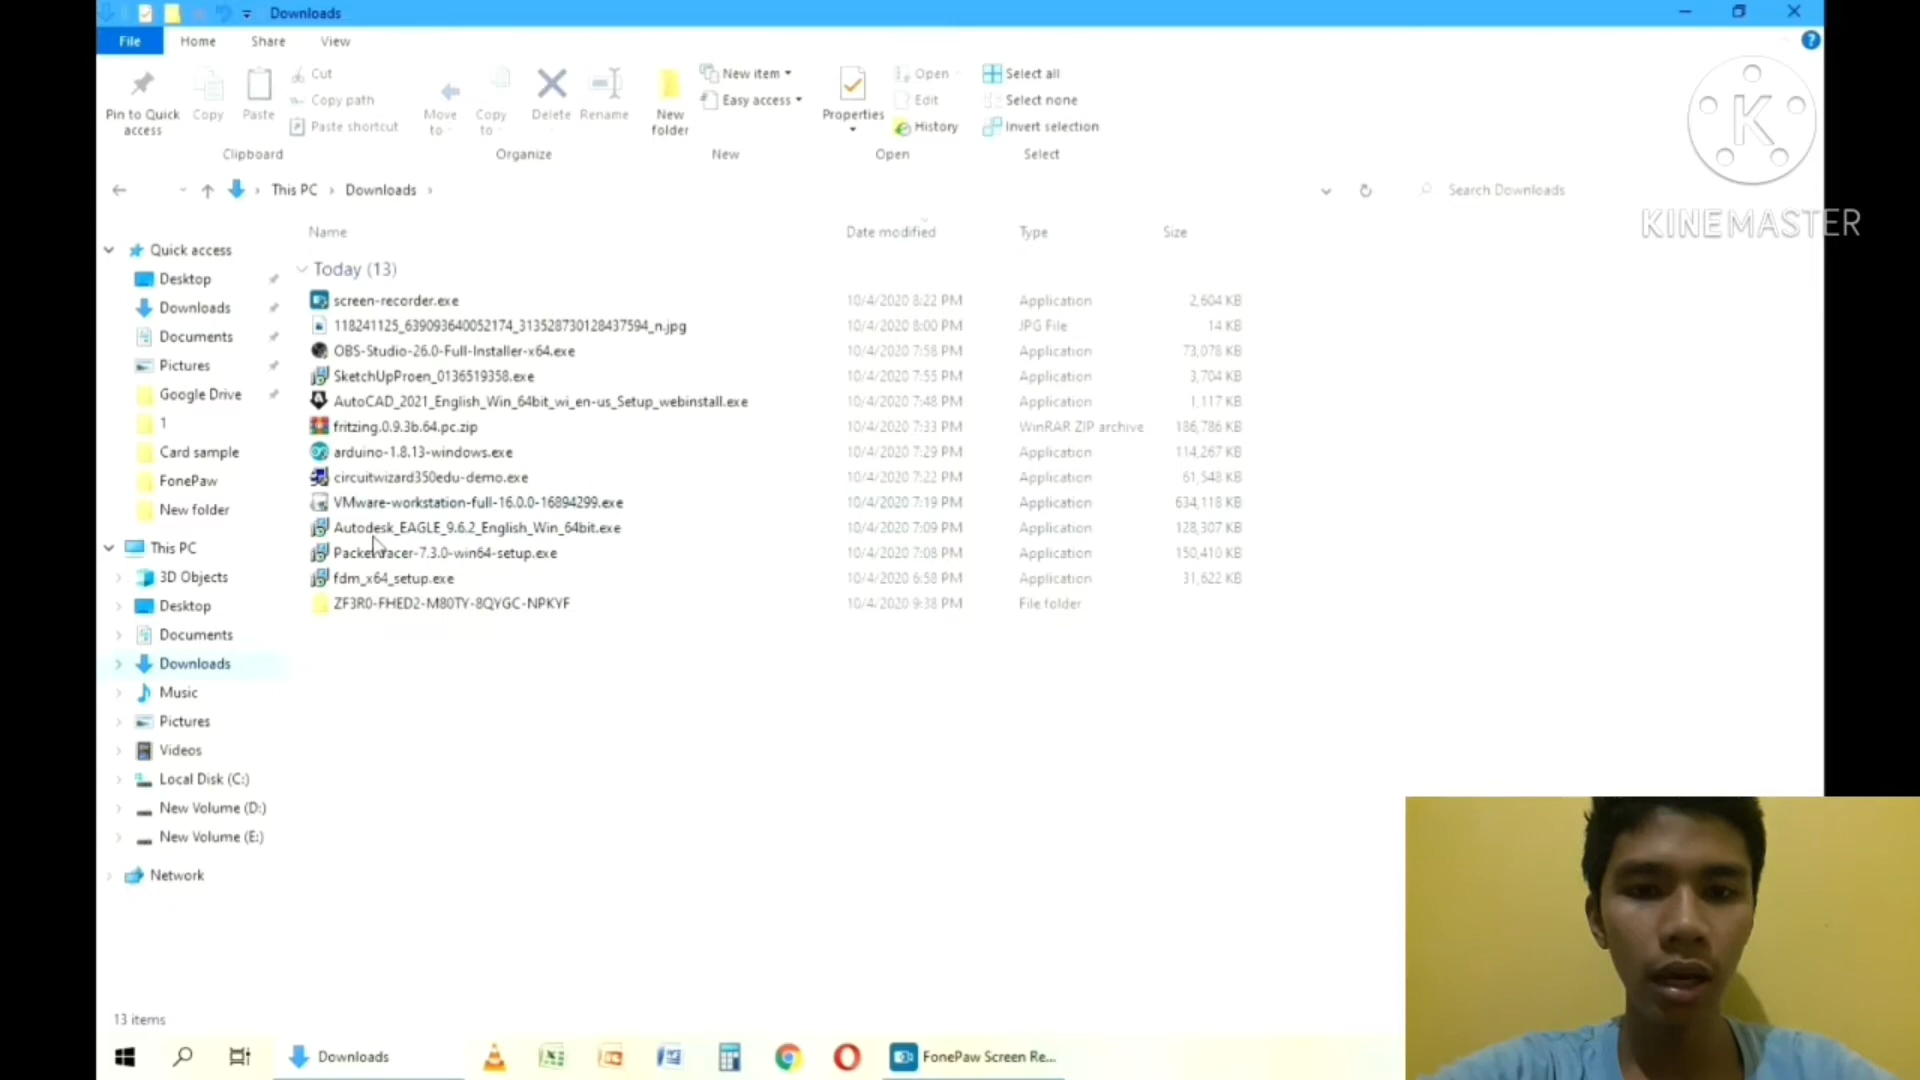 Downloads
File Home Share View
Pin to Quick access
Copy
Paste
Cut
Copy path
Paste shortcut
Clipboard
Move to
Copy to
Delete
Rename
Organize
New folder
New item
Easy access
New
Properties
Open
Edit
History
Open
Select all
Select none
Invert selection
Select
K
KINEMASTER
This PC Downloads
Search Downloads
Name Date modified Type Size
Quick access
Desktop
Downloads
Documents
Pictures
Google Drive
1
Card sample
FonePaw
New folder
This PC
3D Objects
Desktop
Documents
Downloads
Music
Pictures
Videos
Local Disk (C:)
New Volume (D:)
New Volume (E:)
Network
Today (13)
screen-recorder.exe 10/4/2020 8:22 PM Application 2,604 KB
118241125_639093640052174_313528730128437594_n.jpg 10/4/2020 8:00 PM JPG File 14 KB
OBS-Studio-26.0-Full-Installer-x64.exe 10/4/2020 7:58 PM Application 73,078 KB
SketchUpProen_0136519358.exe 10/4/2020 7:55 PM Application 3,704 KB
AutoCAD_2021_English_Win_64bit_wi_en-us_Setup_webinstall.exe 10/4/2020 7:48 PM Application 1,117 KB
fritzing.0.9.3b.64.pc.zip 10/4/2020 7:33 PM WinRAR ZIP archive 186,786 KB
arduino-1.8.13-windows.exe 10/4/2020 7:29 PM Application 114,267 KB
circuitwizard350edu-demo.exe 10/4/2020 7:22 PM Application 61,548 KB
VMware-workstation-full-16.0.0-16894299.exe 10/4/2020 7:19 PM Application 634,118 KB
Autodesk_EAGLE_9.6.2_English_Win_64bit.exe 10/4/2020 7:09 PM Application 128,307 KB
PacketTracer-7.3.0-win64-setup.exe 10/4/2020 7:08 PM Application 150,410 KB
fdm_x64_setup.exe 10/4/2020 6:58 PM Application 31,622 KB
ZF3R0-FHED2-M80TY-8QYGC-NPKYF 10/4/2020 9:38 PM File folder
13 items
Downloads
FonePaw Screen Re...